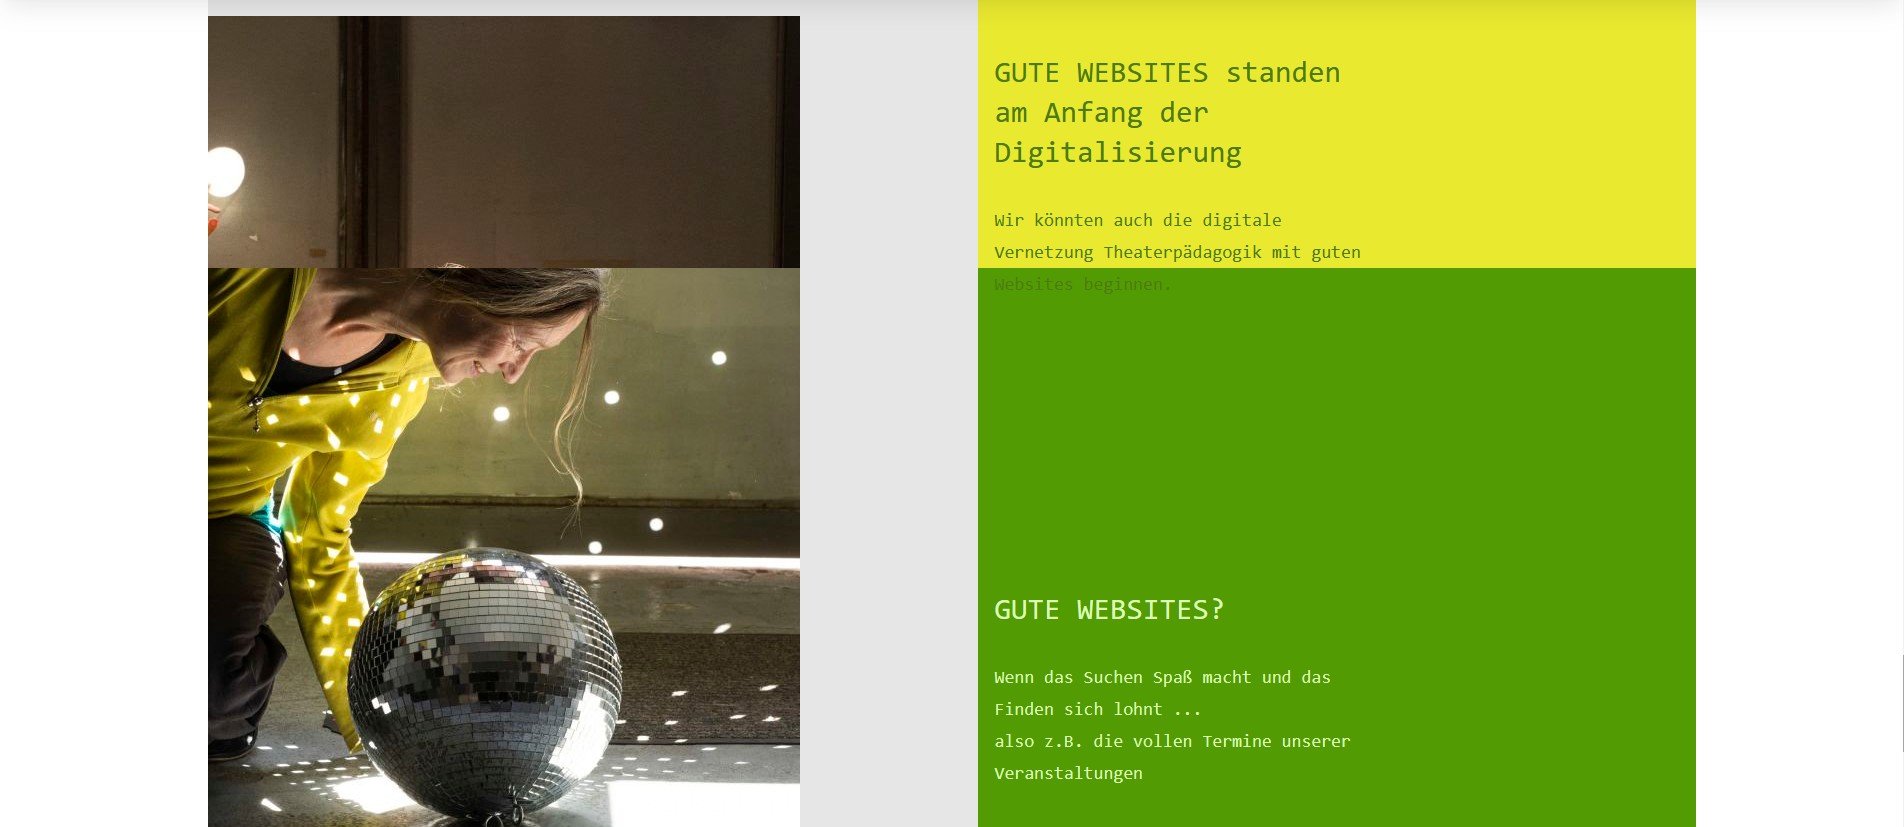 GUTE WEBSITES standen
am Anfang der
Digitalisierung
Wir könnten auch die digitale
Vernetzung Theaterpädagogik mit guten
Websites beginnen.
GUTE WEBSITES?
Wenn das Suchen Spaß macht und das
Finden sich lohnt ...
also z.B. die vollen Termine unserer
Veranstaltungen